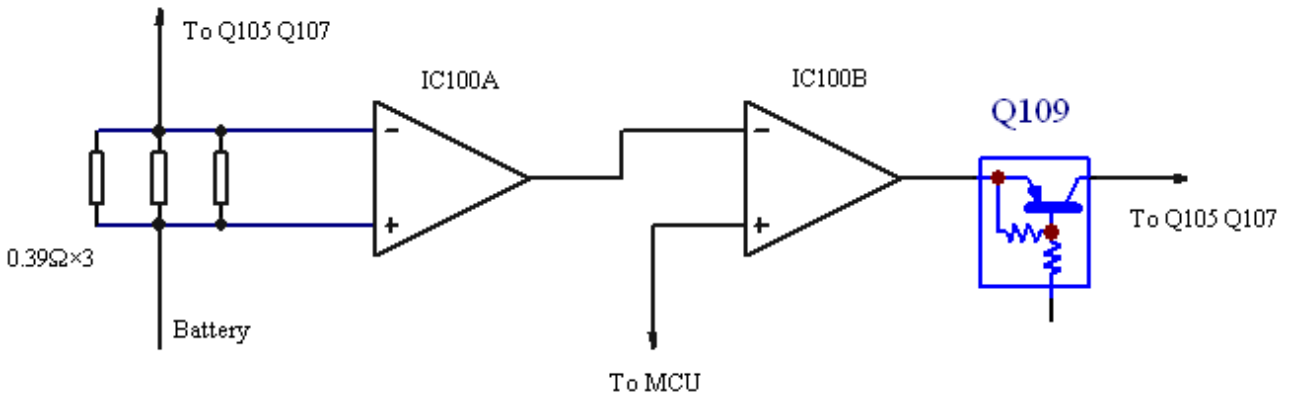 To Q105 Q107
IC100A
IC100B
Q109
-
-
+
+
To Q105 Q107
0.39Ω×3
Battery
To MCU